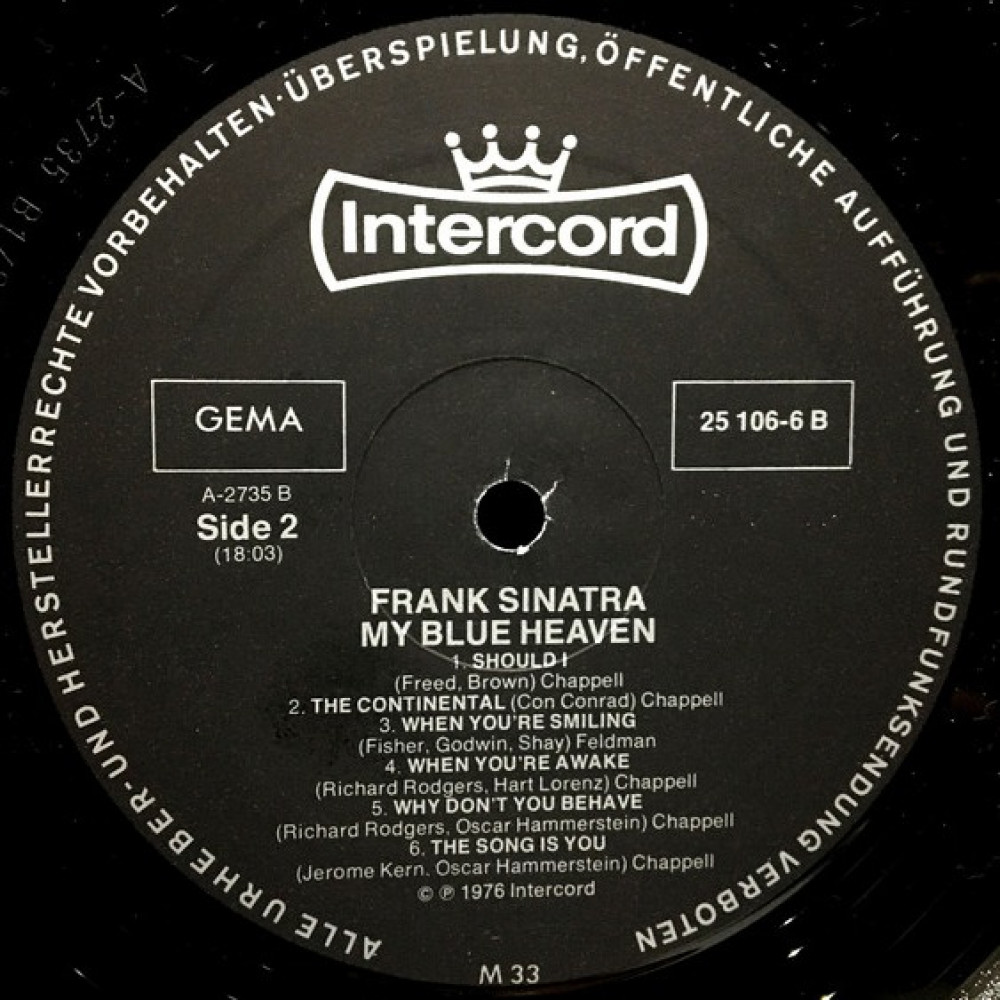 ALLE URHEBER- UND HERSTELLERRECHTE VORBEHALTEN · ÜBERSPIELUNG, ÖFFENTLICHE AUFFÜHRUNG UND RUNDFUNKSENDUNG VERBOTEN
Intercord
GEMA
25 106-6 B
A-2735 B
Side 2
(18:03)
FRANK SINATRA
MY BLUE HEAVEN
1. SHOULD I
(Freed, Brown) Chappell
2. THE CONTINENTAL (Con Conrad) Chappell
3. WHEN YOU'RE SMILING
(Fisher, Godwin, Shay) Feldman
4. WHEN YOU'RE AWAKE
(Richard Rodgers, Hart Lorenz) Chappell
5. WHY DON'T YOU BEHAVE
(Richard Rodgers, Oscar Hammerstein) Chappell
6. THE SONG IS YOU
(Jerome Kern. Oscar Hammerstein) Chappell
© ℗ 1976 Intercord
M 33
A-2735